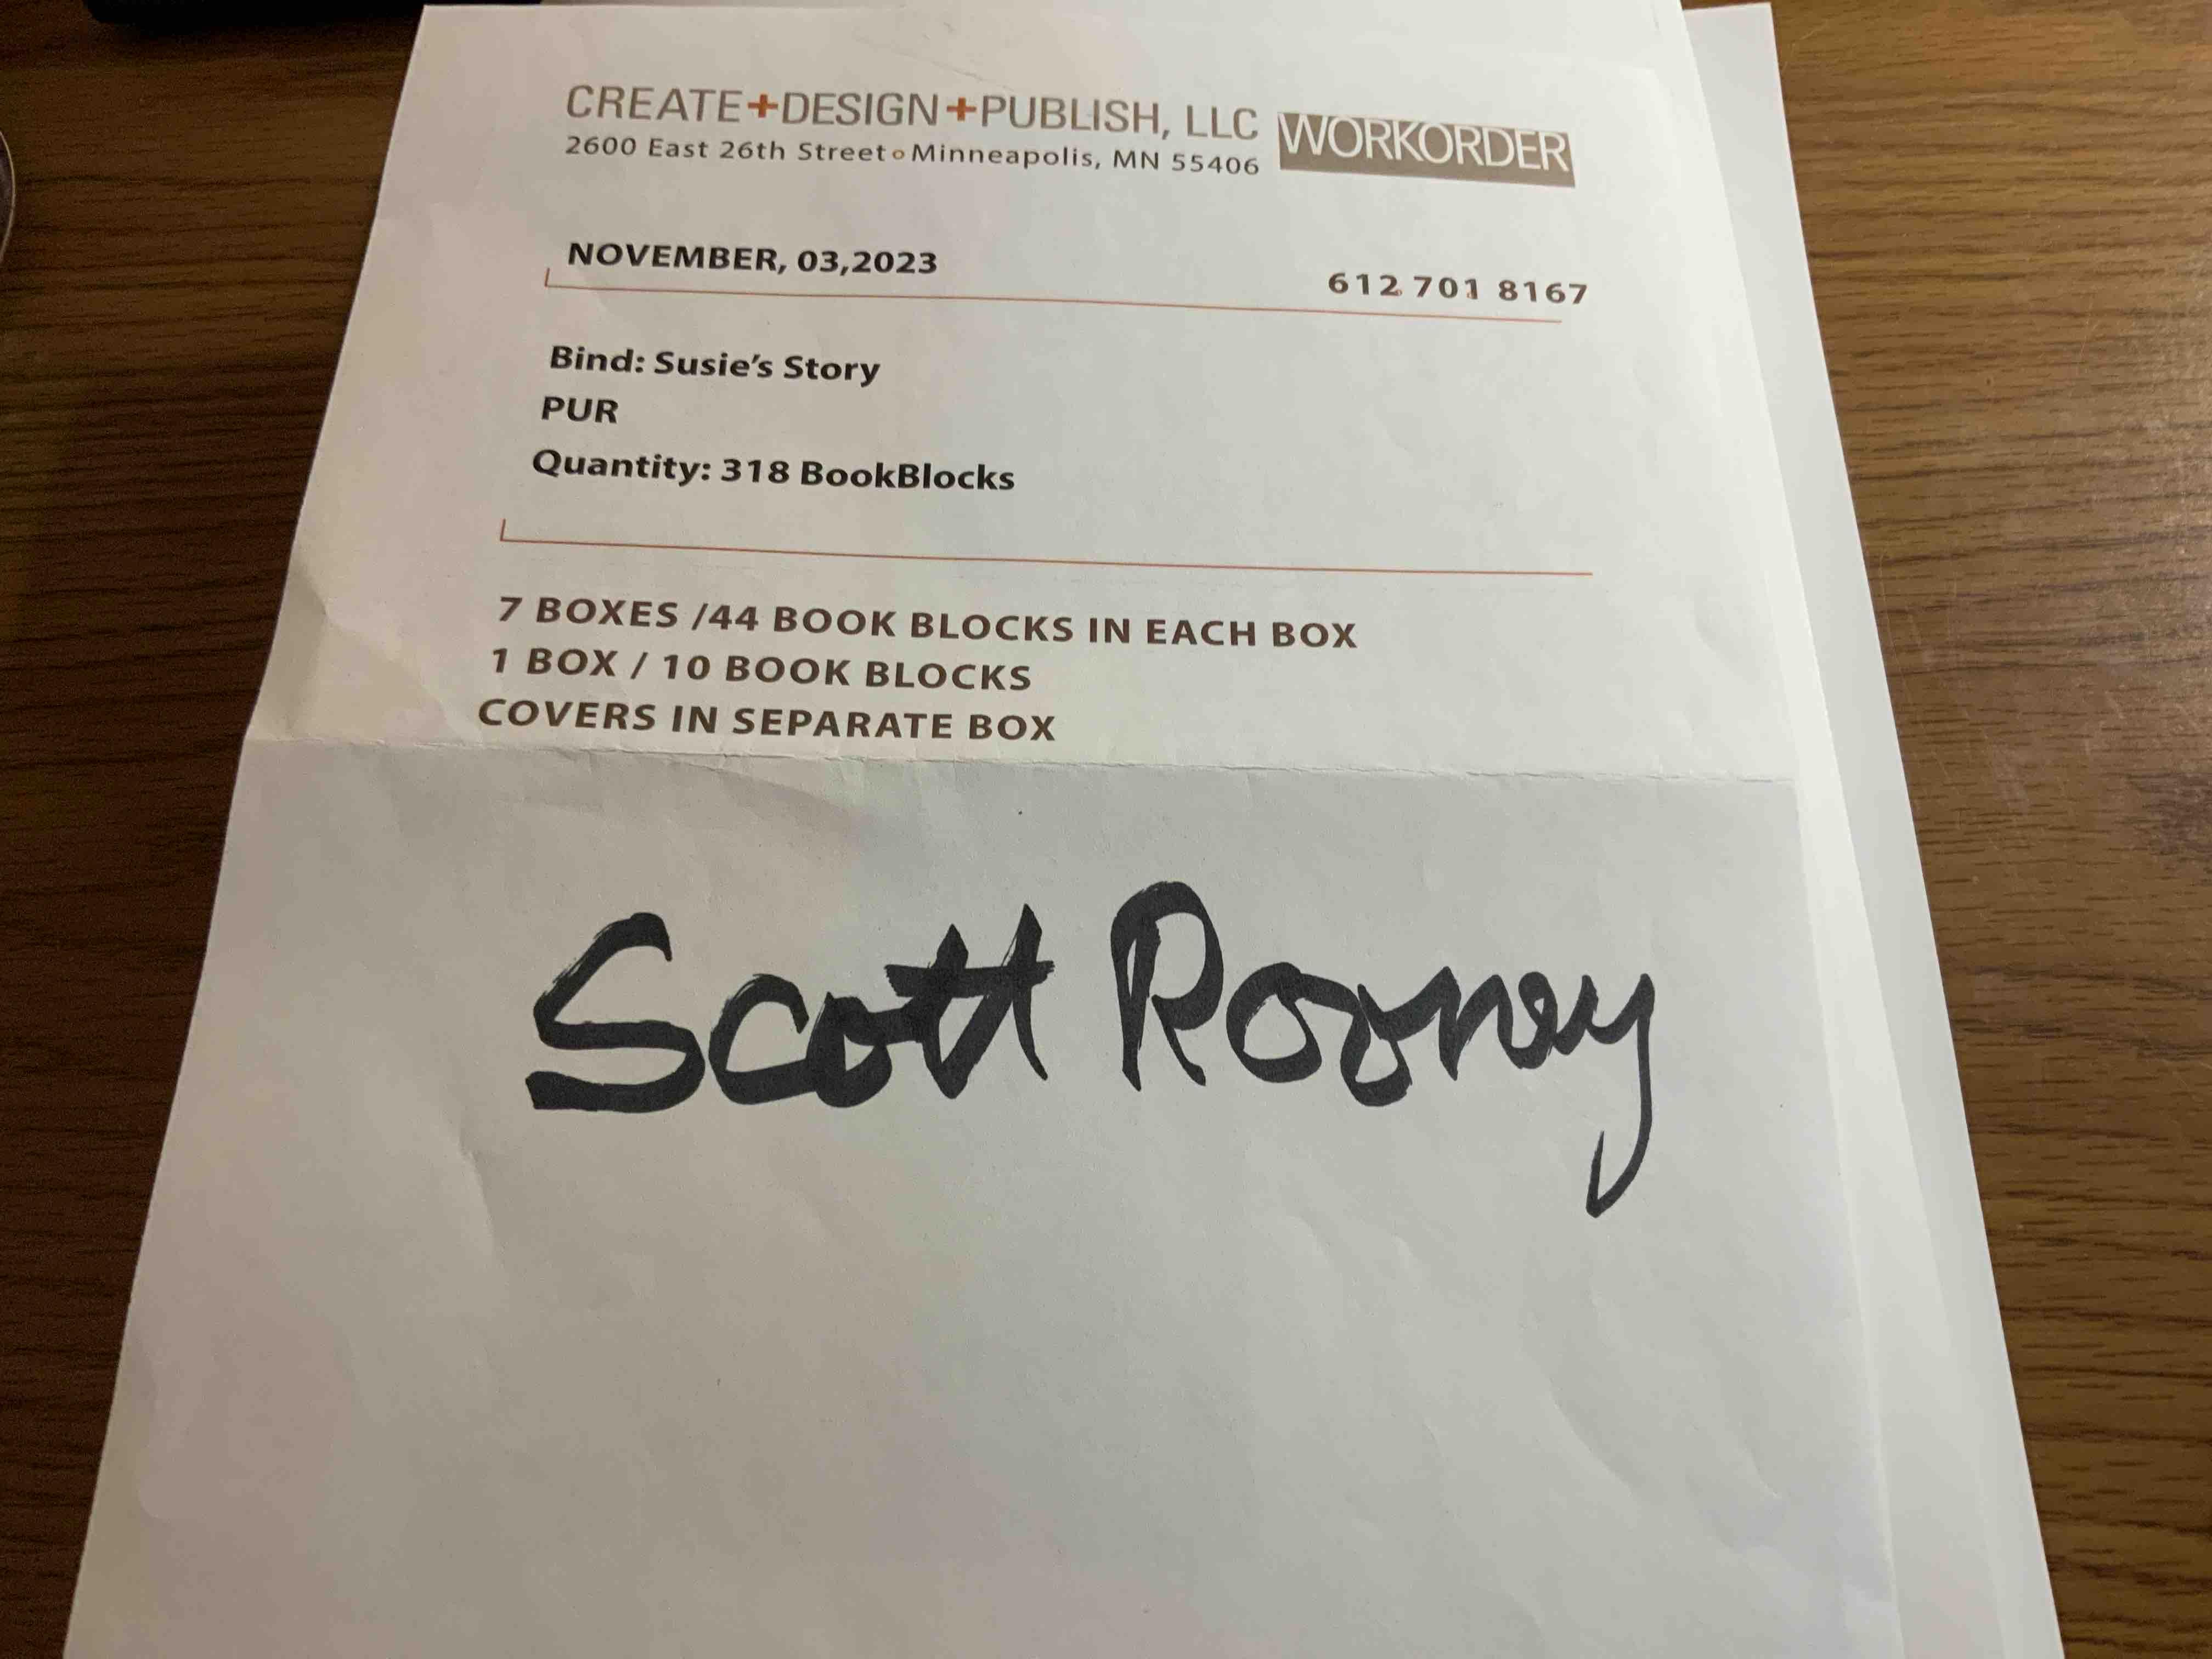 CREATE+DESIGN+PUBLISH, LLC WORKORDER
2600 East 26th Street ∘ Minneapolis, MN 55406
NOVEMBER, 03,2023
612 701 8167
Bind: Susie’s Story
PUR
Quantity: 318 BookBlocks
7 BOXES /44 BOOK BLOCKS IN EACH BOX
1 BOX / 10 BOOK BLOCKS
COVERS IN SEPARATE BOX
Scott Rooney